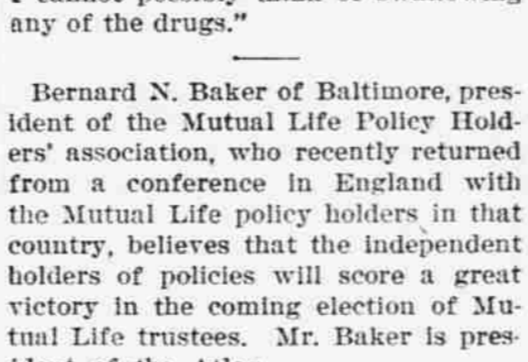 any of the drugs."
Bernard N. Baker of Baltimore, pres-
ident of the Mutual Life Policy Hold-
ers' association, who recently returned
from a conference in England with
the Mutual Life policy holders in that
country, believes that the independent
holders of policies will score a great
victory in the coming election of Mu-
tual Life trustees. Mr. Baker is pres-